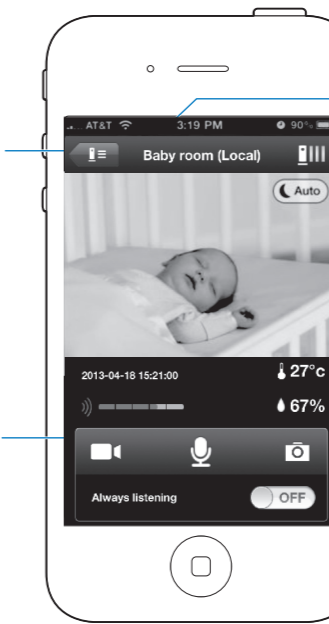 AT&T 3:19 PM 90%
Baby room (Local)
Auto
2013-04-18 15:21:00 27°c
67%
Always listening OFF